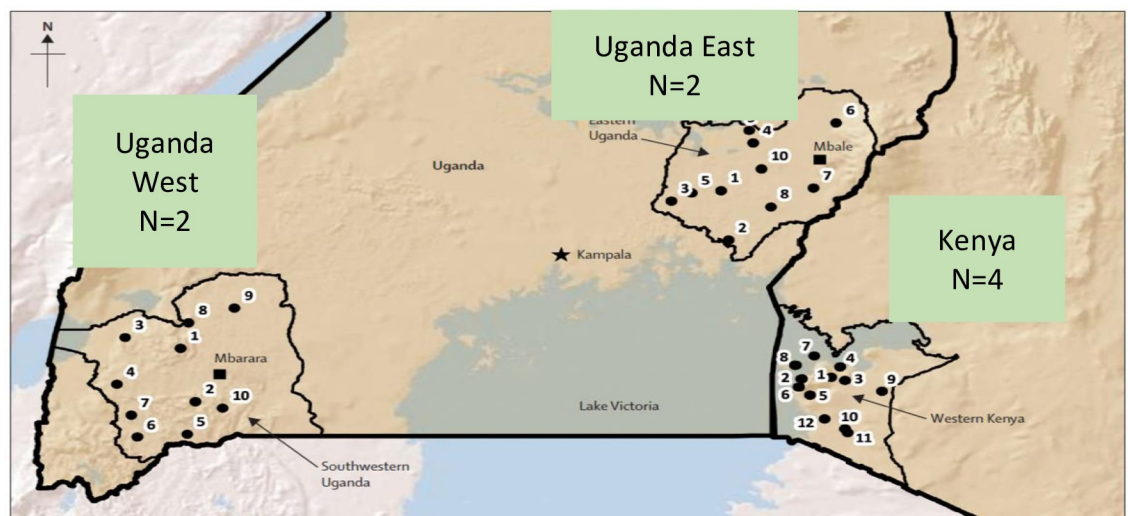 N
Uganda East
N=2
Uganda
West
N=2
Kenya
N=4
Eastern
Uganda
Uganda
Mbale
4
6
10
5
1
7
3
8
2
Kampala
9
8
3
1
Mbarara
4
2
10
7
6
5
Southwestern
Uganda
Lake Victoria
7
8
4
2
1
3
9
6
5
12
10
11
Western Kenya